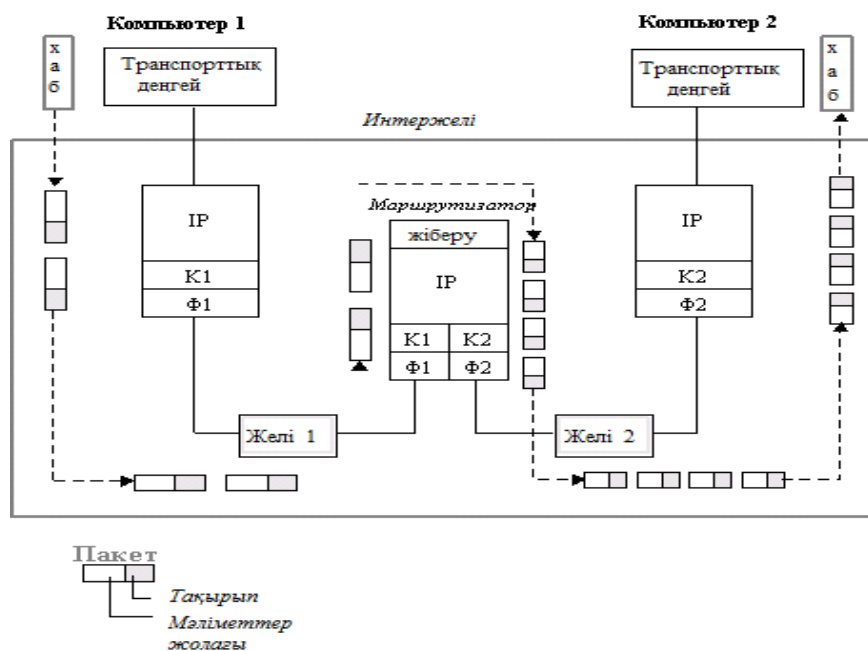 Компьютер 1
Компьютер 2
х
а
б
Транспорттық
деңгей
Транспорттық
деңгей
х
а
б
Интержелі
IP
К1
Ф1
Маршрутизатор
жіберу
IP
К1 К2
Ф1 Ф2
IP
К2
Ф2
Желі 1
Желі 2
Пакет
Тақырып
Мәліметтер
жолағы